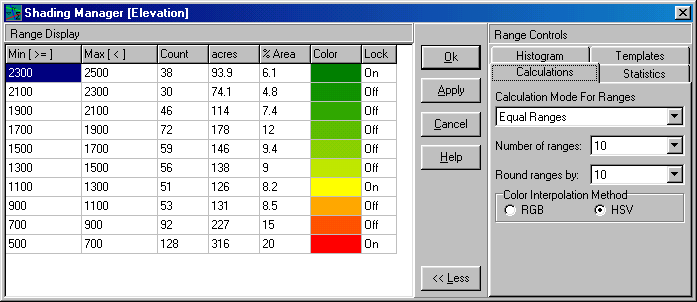 Shading Manager [Elevation]
Range Display
Min [ >= ] Max [ < ] Count acres % Area Color Lock
2300 2500 38 93.9 6.1 On
2100 2300 30 74.1 4.8 Off
1900 2100 46 114 7.4 Off
1700 1900 72 178 12 Off
1500 1700 59 146 9.4 Off
1300 1500 56 138 9 Off
1100 1300 51 126 8.2 On
900 1100 53 131 8.5 Off
700 900 92 227 15 Off
500 700 128 316 20 On
Ok
Apply
Cancel
Help
<< Less
Range Controls
Histogram Templates
Calculations Statistics
Calculation Mode For Ranges
Equal Ranges
Number of ranges: 10
Round ranges by: 10
Color Interpolation Method
RGB HSV